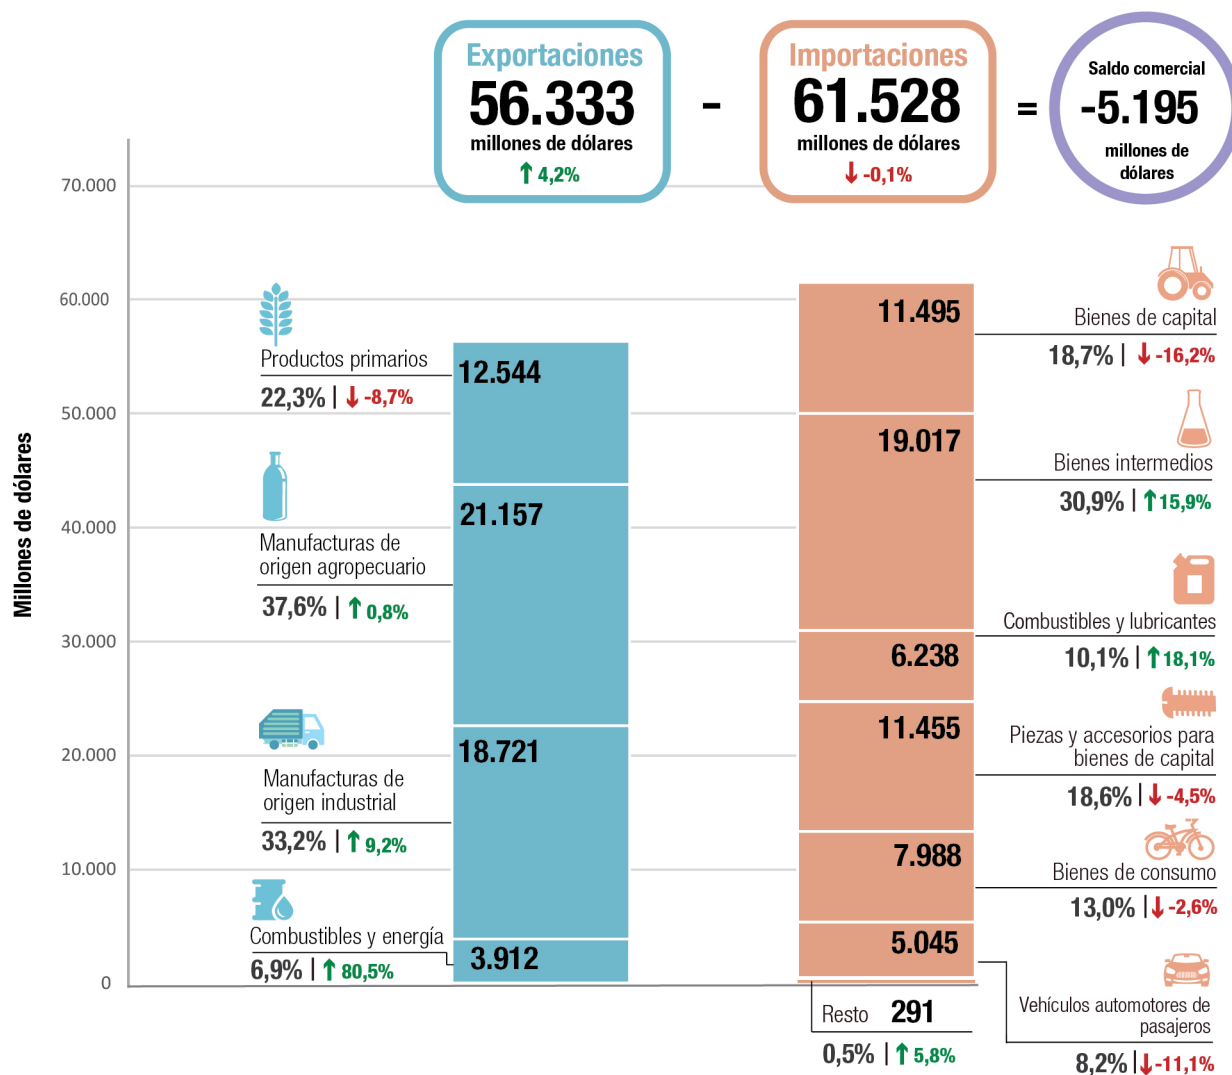 Exportaciones
56.333
millones de dólares
↑ 4,2%
-
Importaciones
61.528
millones de dólares
↓ -0,1%
=
Saldo comercial
-5.195
millones de
dólares
Millones de dólares
70.000
60.000
50.000
40.000
30.000
20.000
10.000
0
Productos primarios
22,3% | ↓ -8,7%
12.544
Manufacturas de
origen agropecuario
37,6% | ↑ 0,8%
21.157
Manufacturas de
origen industrial
33,2% | ↑ 9,2%
18.721
Combustibles y energía
6,9% | ↑ 80,5%
3.912
11.495
Bienes de capital
18,7% | ↓ -16,2%
19.017
Bienes intermedios
30,9% | ↑ 15,9%
6.238
Combustibles y lubricantes
10,1% | ↑ 18,1%
11.455
Piezas y accesorios para
bienes de capital
18,6% | ↓ -4,5%
7.988
Bienes de consumo
13,0% | ↓ -2,6%
5.045
Vehículos automotores de
pasajeros
8,2% | ↓ -11,1%
Resto 291
0,5% | ↑ 5,8%